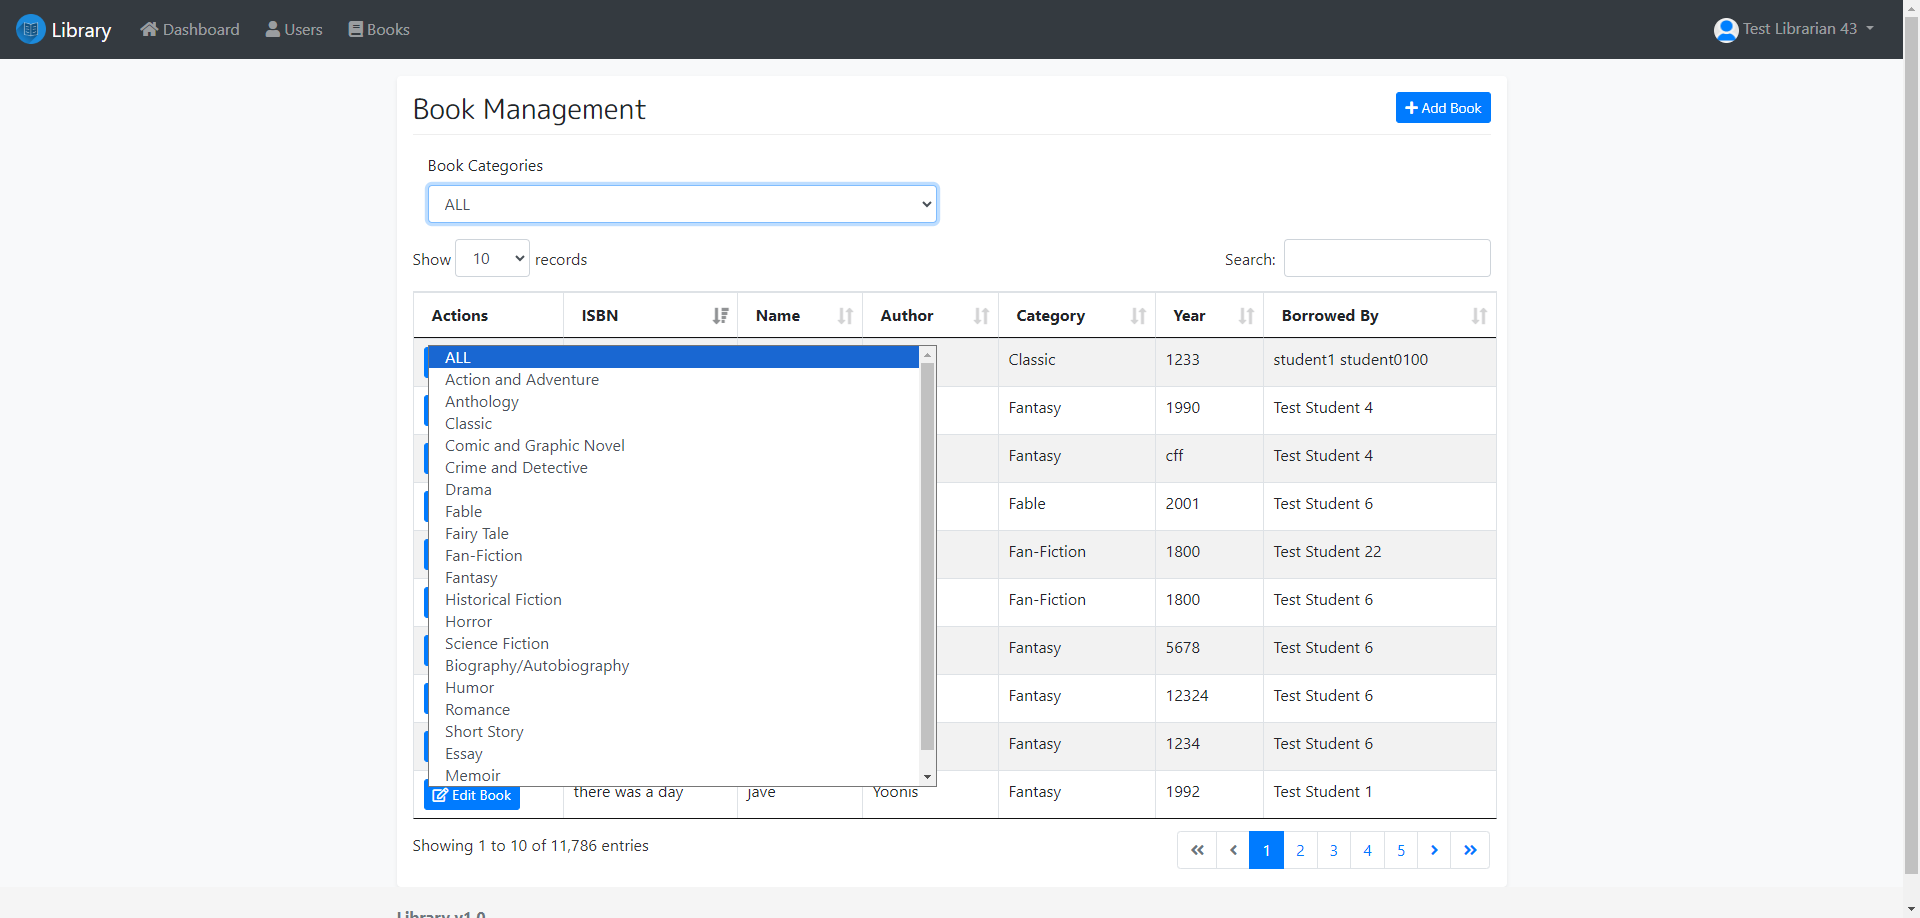 Library Dashboard Users Books Test Librarian 43
Book Management Add Book
Book Categories
ALL
Show 10 records Search:
Actions ISBN Name Author Category Year Borrowed By
ALL
Action and Adventure
Anthology
Classic
Comic and Graphic Novel
Crime and Detective
Drama
Fable
Fairy Tale
Fan-Fiction
Fantasy
Historical Fiction
Horror
Science Fiction
Biography/Autobiography
Humor
Romance
Short Story
Essay
Memoir
Classic 1233 student1 student0100
Fantasy 1990 Test Student 4
Fantasy cff Test Student 4
Fable 2001 Test Student 6
Fan-Fiction 1800 Test Student 22
Fan-Fiction 1800 Test Student 6
Fantasy 5678 Test Student 6
Fantasy 12324 Test Student 6
Fantasy 1234 Test Student 6
Edit Book there was a day jave Yoonis Fantasy 1992 Test Student 1
Showing 1 to 10 of 11,786 entries « ‹ 1 2 3 4 5 › »
Library v1.0